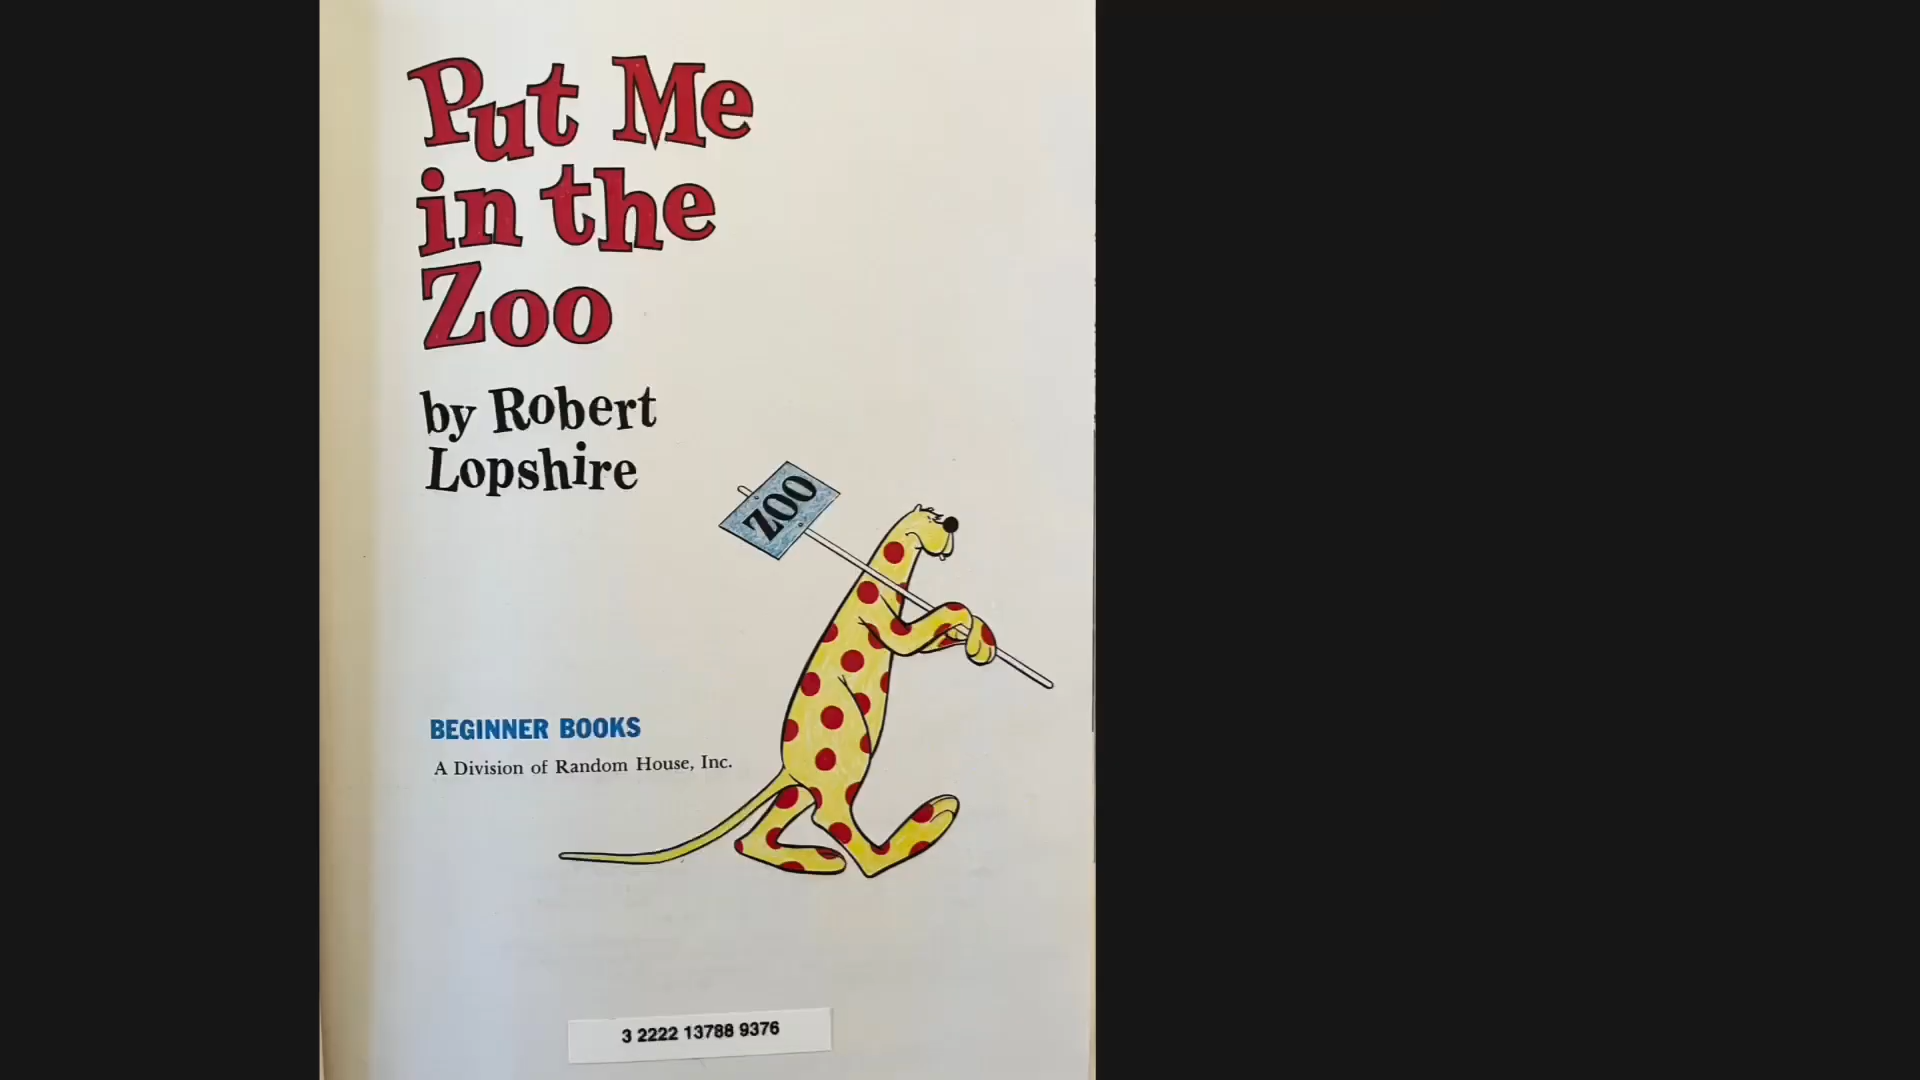 Put Me
in the
Zoo
by Robert
Lopshire
ZOO
BEGINNER BOOKS
A Division of Random House, Inc.
3 2222 13788 9376